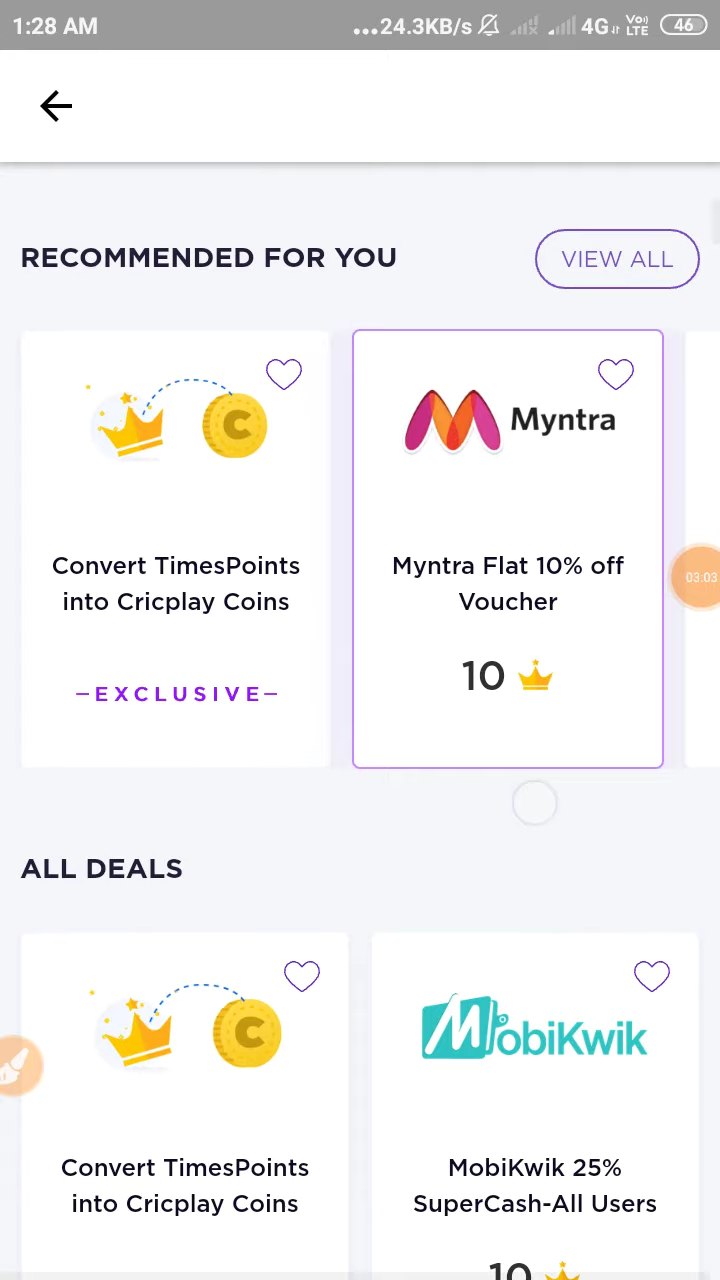 1:28 AM
...24.3KB/s 4G Vo)) LTE 46
RECOMMENDED FOR YOU
VIEW ALL
C
Myntra
Convert TimesPoints
into Cricplay Coins
Myntra Flat 10% off
Voucher
03:03
10
–EXCLUSIVE–
ALL DEALS
C
MobiKwik
Convert TimesPoints
into Cricplay Coins
MobiKwik 25%
SuperCash-All Users
10